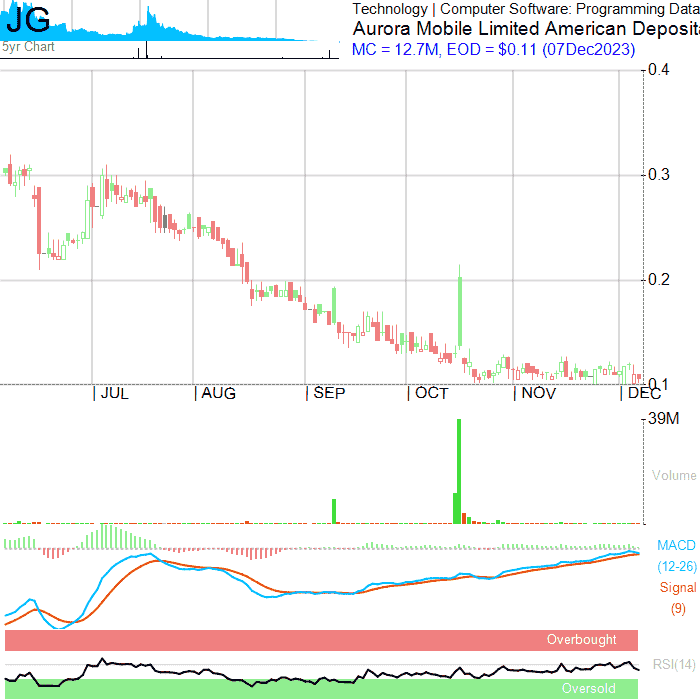 JG
5yr Chart
Technology | Computer Software: Programming Data
Aurora Mobile Limited American Deposit
MC = 12.7M, EOD = $0.11 (07Dec2023)
0.4
0.3
0.2
0.1
JUL
AUG
SEP
OCT
NOV
DEC
39M
Volume
MACD
(12-26)
Signal
(9)
Overbought
RSI(14)
Oversold